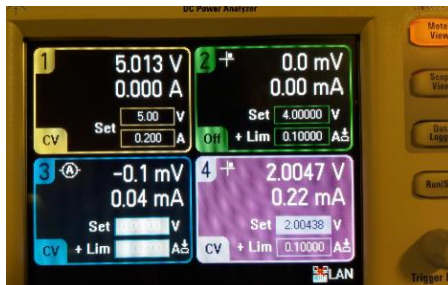 DC Power Analyzer
Meter
View
Scope
View
Data
Logger
Run/S
Trigger
1
5.013 V
0.000 A
Set 5.00 V
0.200 A
CV
2
0.0 mV
0.00 mA
Set 4.00000 V
Off + Lim 0.10000 A
3 A
-0.1 mV
0.04 mA
Set V
CV + Lim A
4
2.0047 V
0.22 mA
Set 2.00438 V
CV + Lim 0.10000 A
LAN